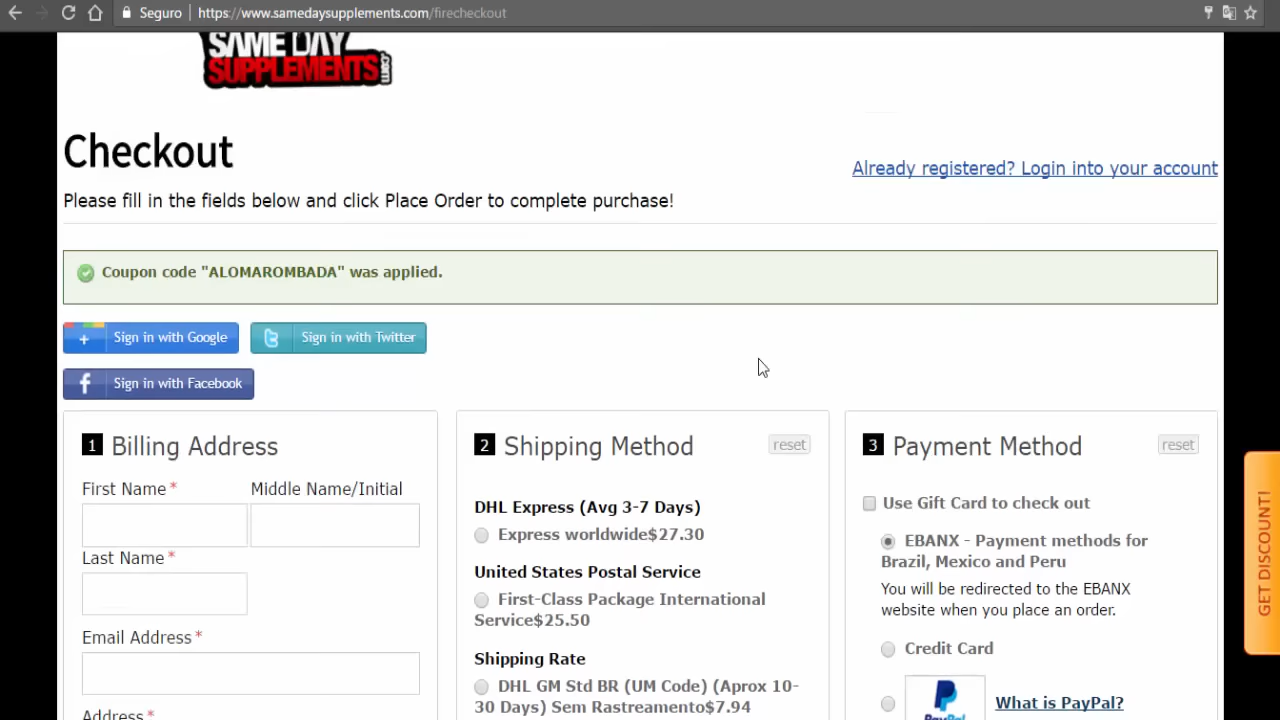 Seguro
https://www.samedaysupplements.com/firecheckout
SAME DAY
SUPPLEMENTS.com
Checkout
Already registered? Login into your account
Please fill in the fields below and click Place Order to complete purchase!
Coupon code "ALOMAROMBADA" was applied.
Sign in with Google
Sign in with Twitter
Sign in with Facebook
1 Billing Address
First Name *
Middle Name/Initial
Last Name *
Email Address *
Address *
2 Shipping Method
reset
DHL Express (Avg 3-7 Days)
Express worldwide$27.30
United States Postal Service
First-Class Package International
Service$25.50
Shipping Rate
DHL GM Std BR (UM Code) (Aprox 10-
30 Days) Sem Rastreamento$7.94
3 Payment Method
reset
Use Gift Card to check out
EBANX - Payment methods for
Brazil, Mexico and Peru
You will be redirected to the EBANX
website when you place an order.
Credit Card
PayPal
What is PayPal?
GET DISCOUNT!